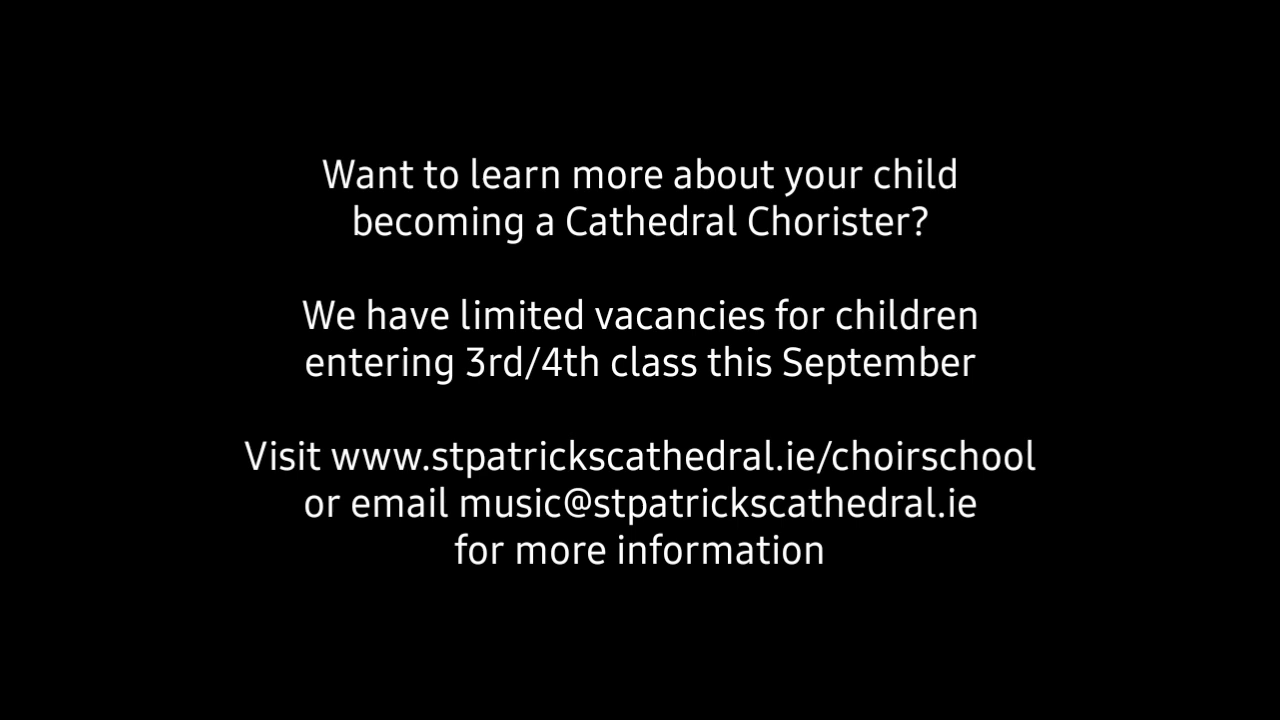 Want to learn more about your child
becoming a Cathedral Chorister?
We have limited vacancies for children
entering 3rd/4th class this September
Visit www.stpatrickscathedral.ie/choirschool
or email music@stpatrickscathedral.ie
for more information